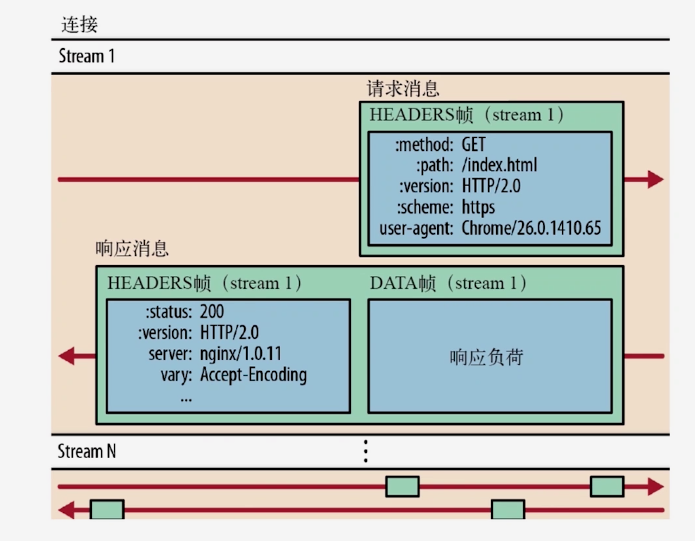 连接
Stream 1
请求消息
HEADERS帧（stream 1）
:method: GET
:path: /index.html
:version: HTTP/2.0
:scheme: https
user-agent: Chrome/26.0.1410.65
响应消息
HEADERS帧（stream 1）
:status: 200
:version: HTTP/2.0
server: nginx/1.0.11
vary: Accept-Encoding
...
DATA帧（stream 1）
响应负荷
Stream N